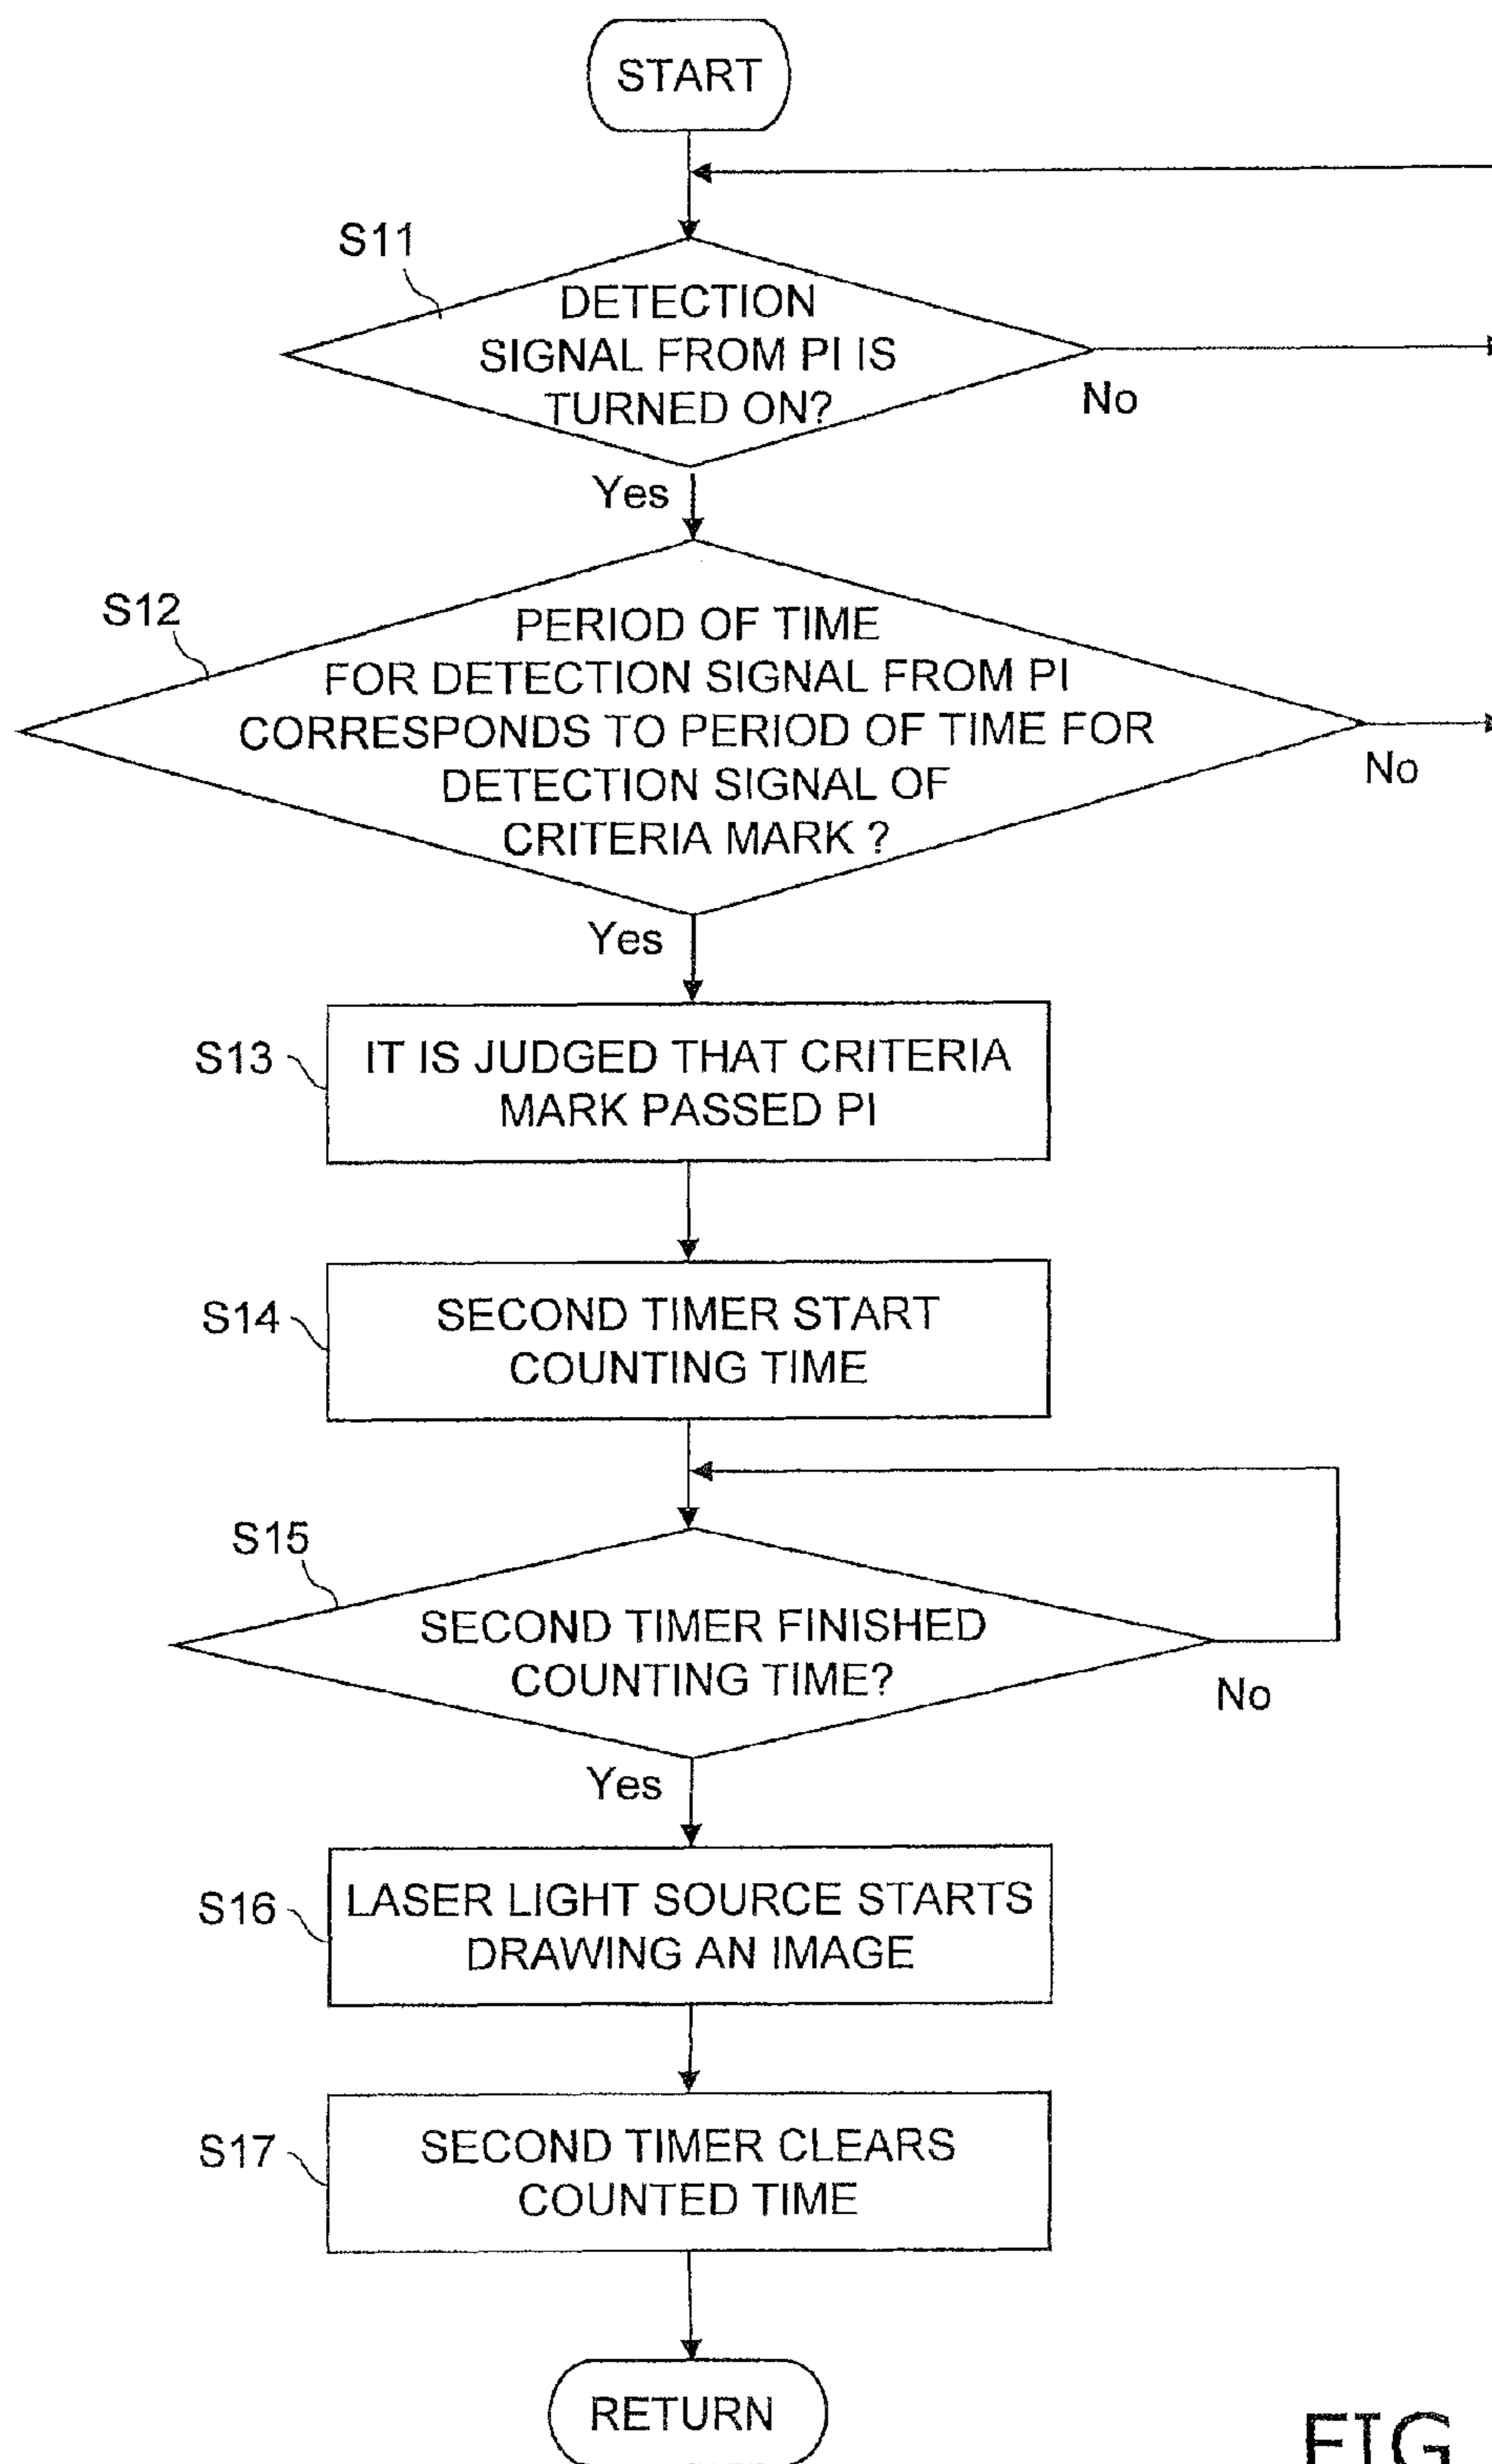 START
S11
DETECTION
SIGNAL FROM PI IS
TURNED ON?
No
Yes
S12
PERIOD OF TIME
FOR DETECTION SIGNAL FROM PI
CORRESPONDS TO PERIOD OF TIME FOR
DETECTION SIGNAL OF
CRITERIA MARK ?
No
Yes
S13
IT IS JUDGED THAT CRITERIA
MARK PASSED PI
S14
SECOND TIMER START
COUNTING TIME
S15
SECOND TIMER FINISHED
COUNTING TIME?
No
Yes
S16
LASER LIGHT SOURCE STARTS
DRAWING AN IMAGE
S17
SECOND TIMER CLEARS
COUNTED TIME
RETURN
FIG